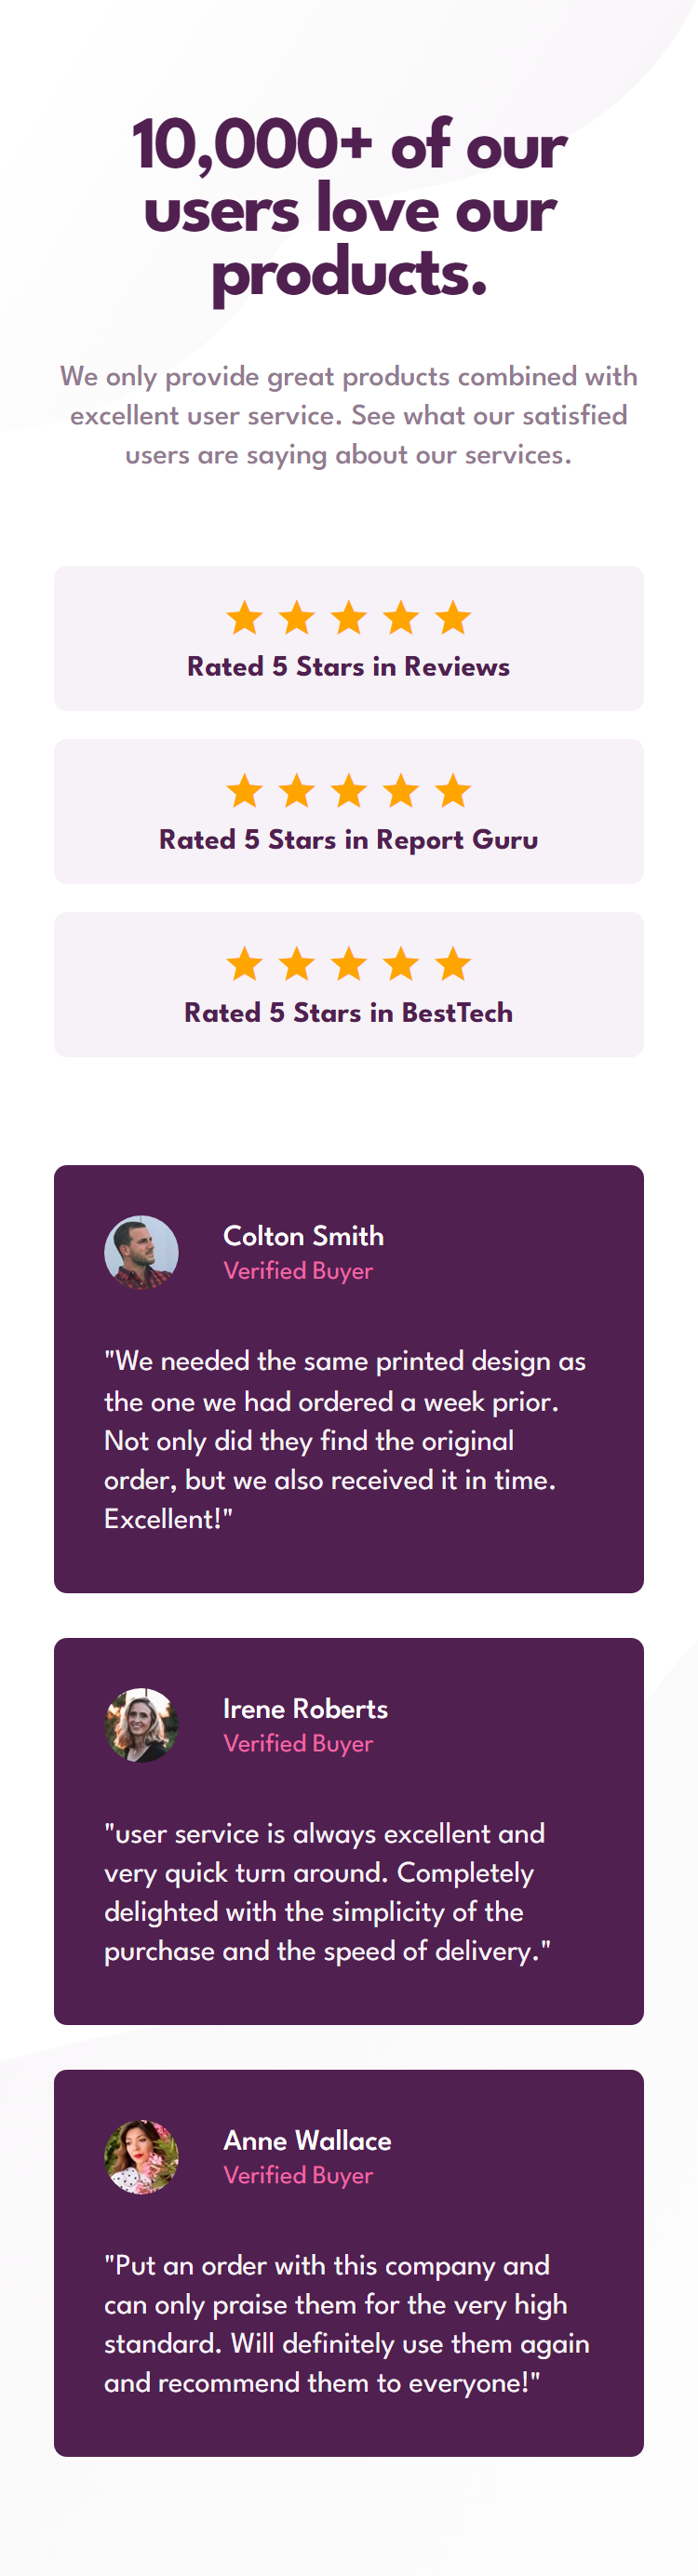 10,000+ of our
users love our
products.
We only provide great products combined with
excellent user service. See what our satisfied
users are saying about our services.
Rated 5 Stars in Reviews
Rated 5 Stars in Report Guru
Rated 5 Stars in BestTech
Colton Smith
Verified Buyer
"We needed the same printed design as
the one we had ordered a week prior.
Not only did they find the original
order, but we also received it in time.
Excellent!"
Irene Roberts
Verified Buyer
"user service is always excellent and
very quick turn around. Completely
delighted with the simplicity of the
purchase and the speed of delivery."
Anne Wallace
Verified Buyer
"Put an order with this company and
can only praise them for the very high
standard. Will definitely use them again
and recommend them to everyone!"